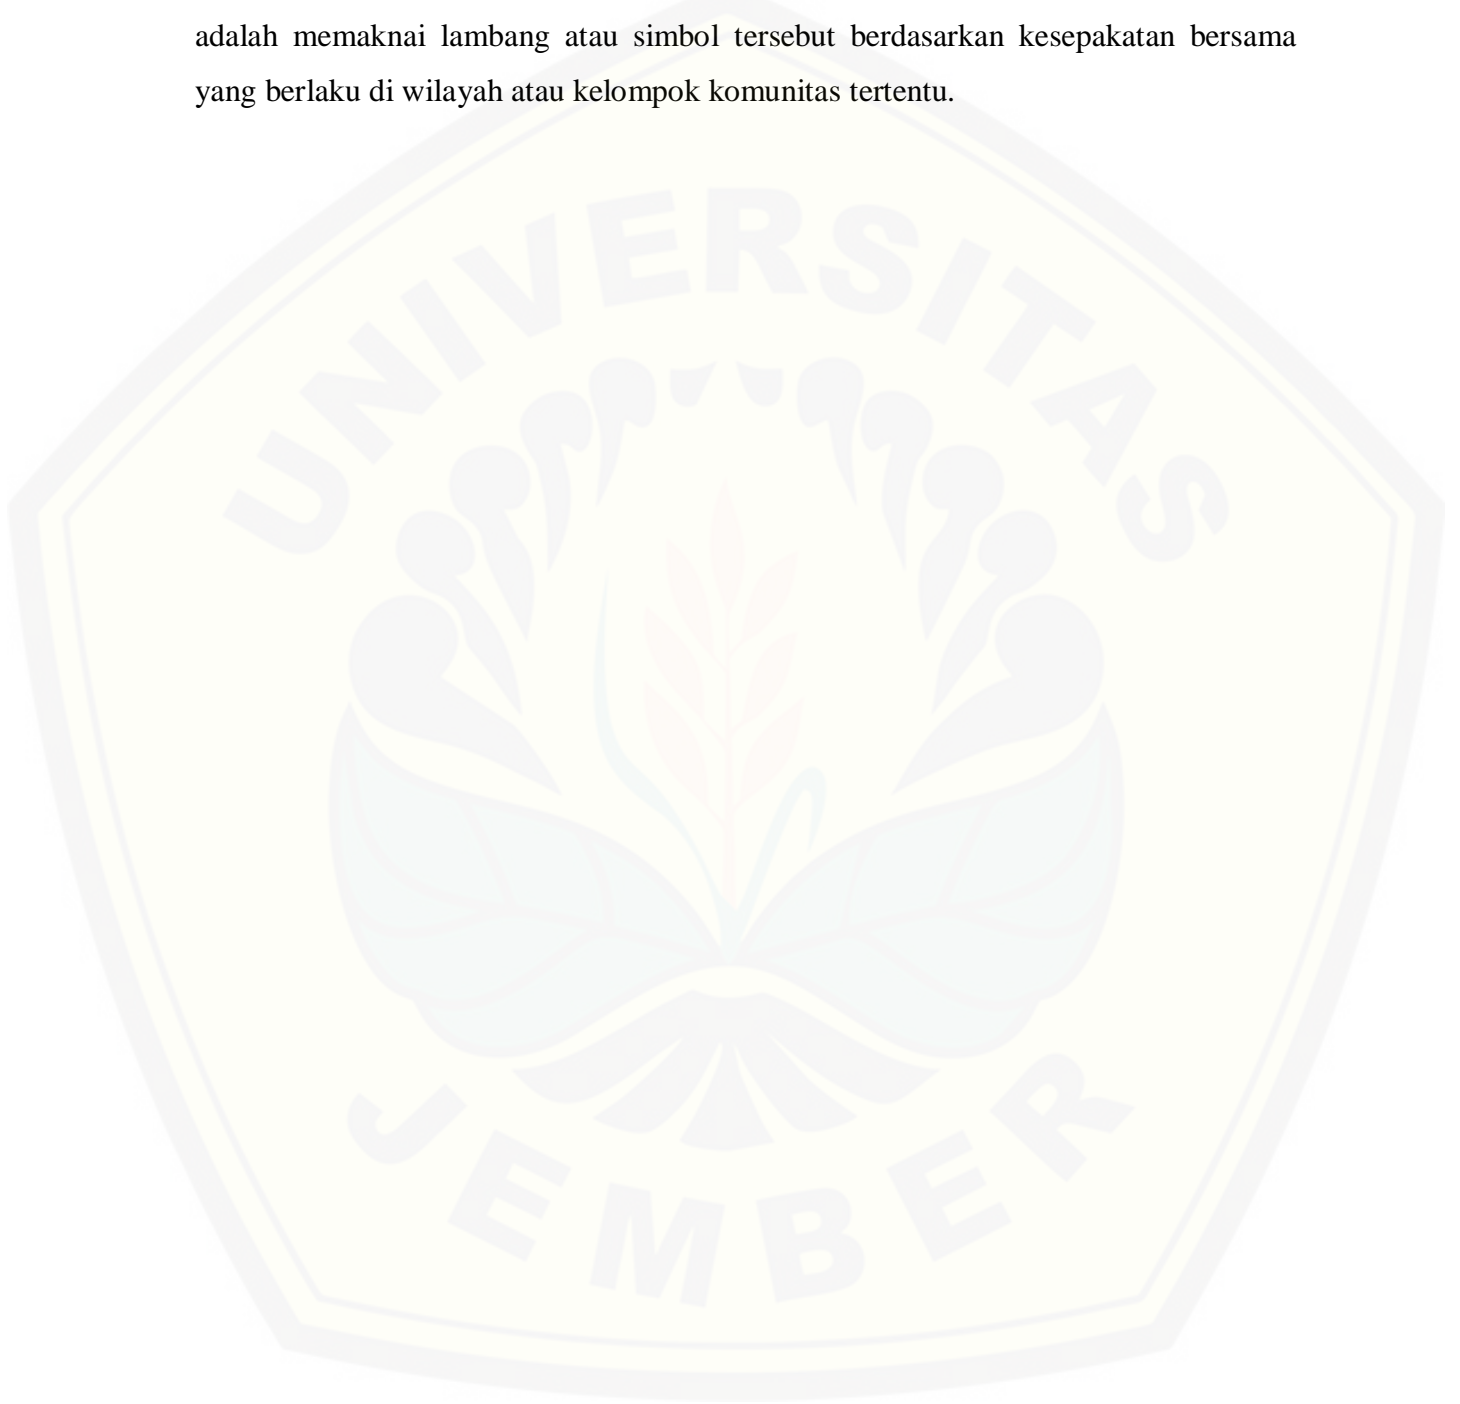 adalah memaknai lambang atau simbol tersebut berdasarkan kesepakatan bersama
yang berlaku di wilayah atau kelompok komunitas tertentu.
UNIVERSITAS
JEMBER